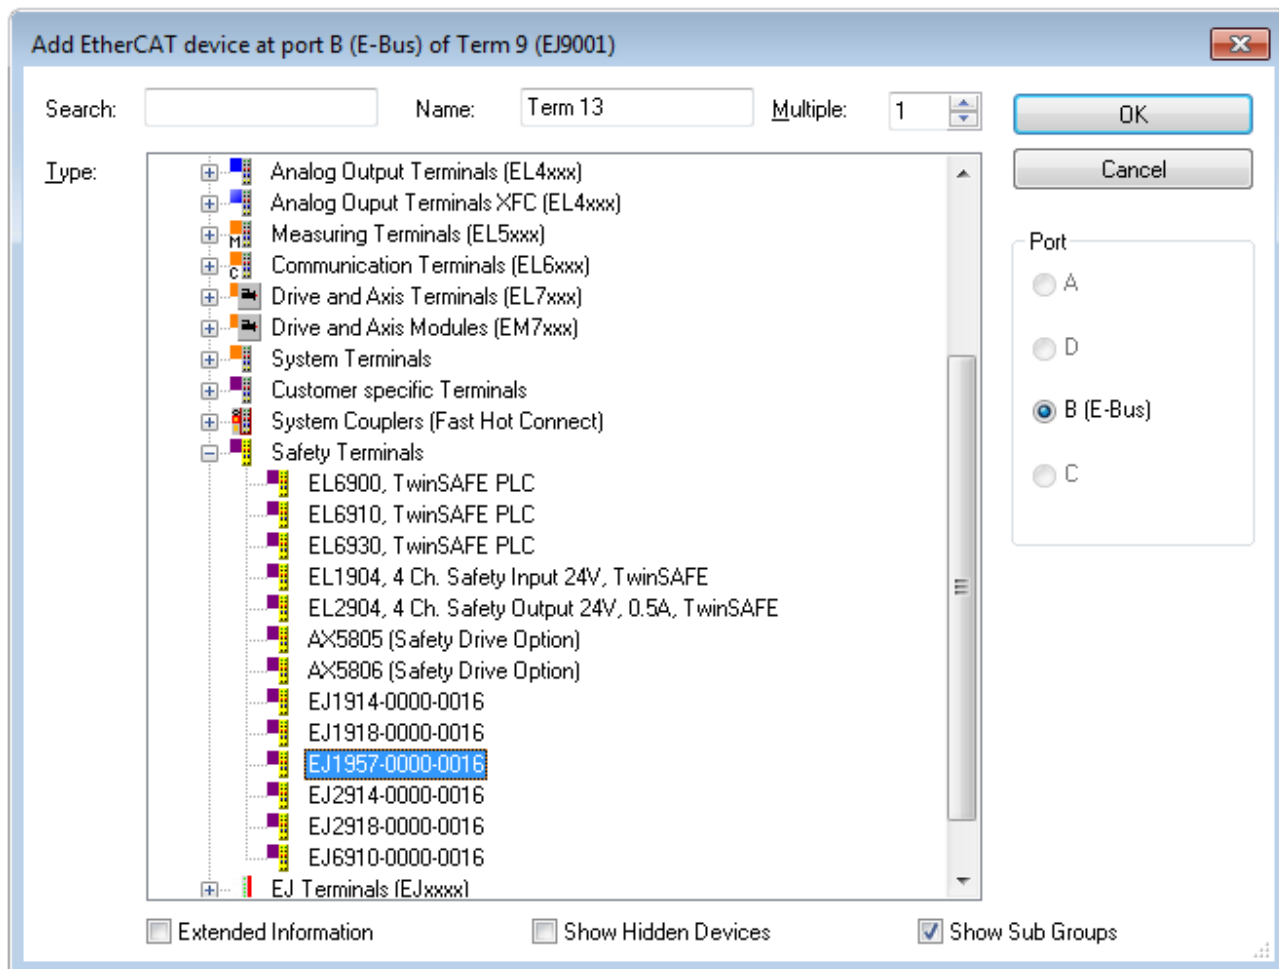 Add EtherCAT device at port B (E-Bus) of Term 9 (EJ9001)
Search: Name: Term 13 Multiple: 1 OK
Type: Cancel
Analog Output Terminals (EL4xxx)
Analog Ouput Terminals XFC (EL4xxx)
M Measuring Terminals (EL5xxx)
C Communication Terminals (EL6xxx)
Drive and Axis Terminals (EL7xxx)
Drive and Axis Modules (EM7xxx)
System Terminals
Customer specific Terminals
System Couplers (Fast Hot Connect)
Safety Terminals
EL6900, TwinSAFE PLC
EL6910, TwinSAFE PLC
EL6930, TwinSAFE PLC
EL1904, 4 Ch. Safety Input 24V, TwinSAFE
EL2904, 4 Ch. Safety Output 24V, 0.5A, TwinSAFE
AX5805 (Safety Drive Option)
AX5806 (Safety Drive Option)
EJ1914-0000-0016
EJ1918-0000-0016
EJ1957-0000-0016
EJ2914-0000-0016
EJ2918-0000-0016
EJ6910-0000-0016
EJ Terminals (EJxxxx)
Port
A
D
B (E-Bus)
C
Extended Information Show Hidden Devices Show Sub Groups